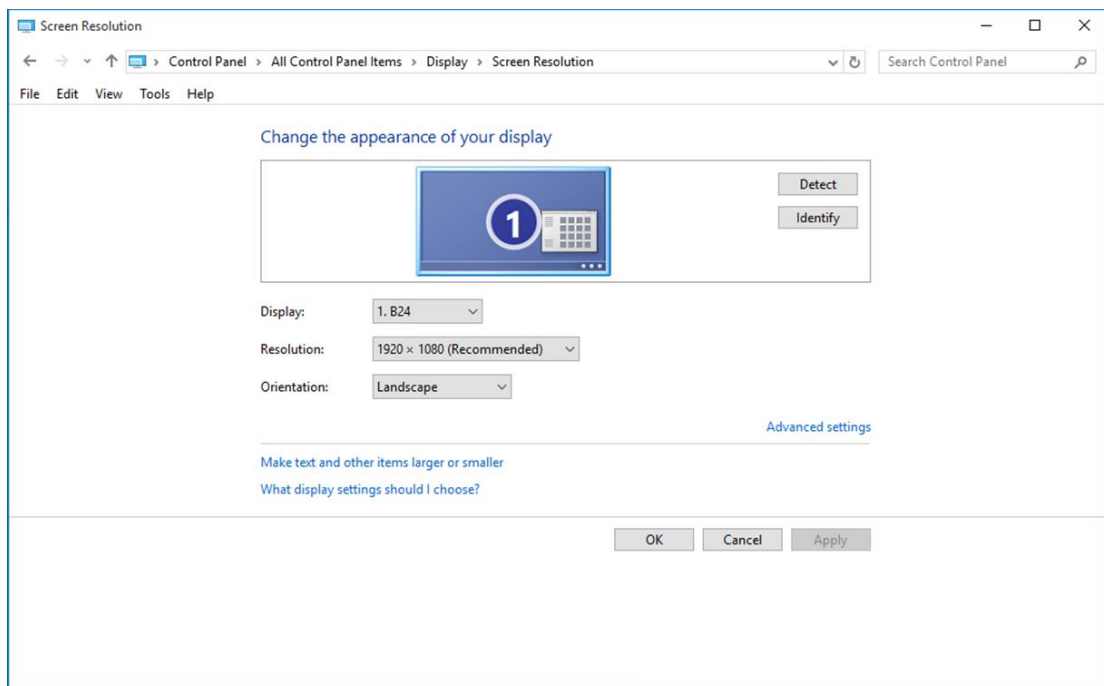 Screen Resolution
Control Panel > All Control Panel Items > Display > Screen Resolution
Search Control Panel
File Edit View Tools Help
Change the appearance of your display
1
Detect
Identify
Display: 1. B24
Resolution: 1920 × 1080 (Recommended)
Orientation: Landscape
Advanced settings
Make text and other items larger or smaller
What display settings should I choose?
OK Cancel Apply